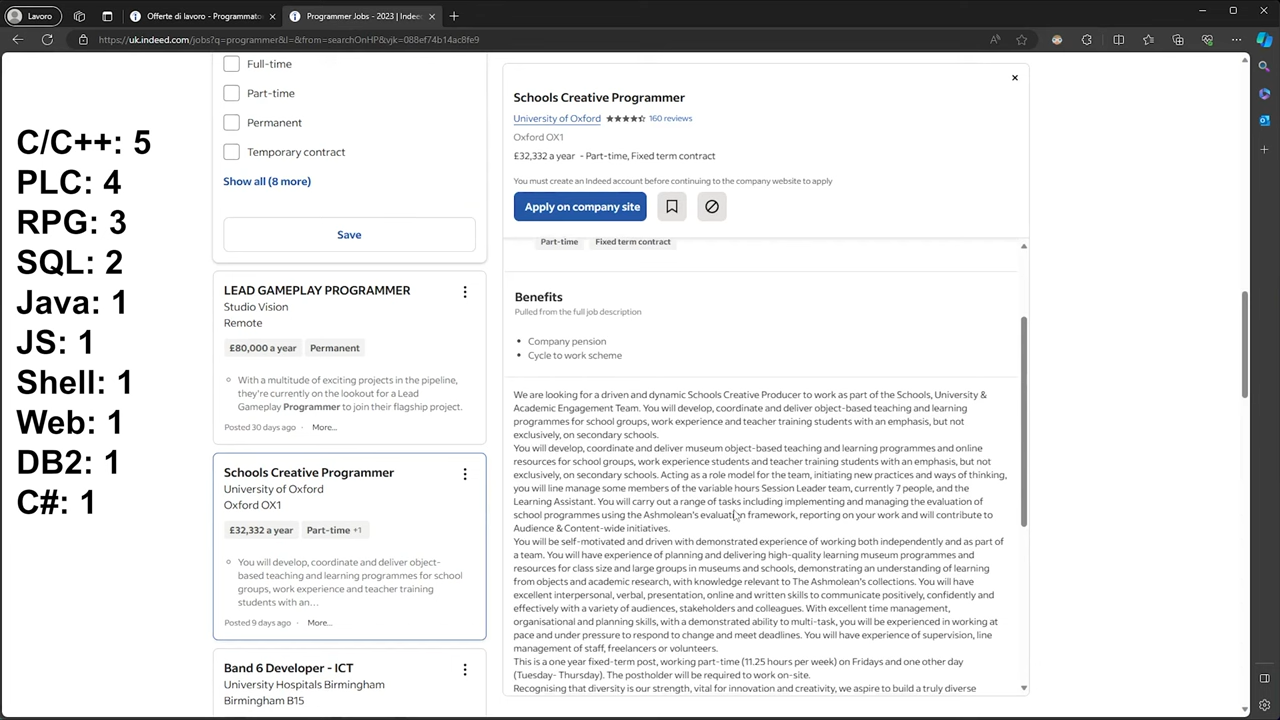 Lavoro
Offerte di lavoro - Programmato
Programmer Jobs - 2023 | Indee
https://uk.indeed.com/jobs?q=programmer&l=&from=searchOnHP&vjk=088ef74b14ac8fe9
C/C++: 5
PLC: 4
RPG: 3
SQL: 2
Java: 1
JS: 1
Shell: 1
Web: 1
DB2: 1
C#: 1
Full-time
Part-time
Permanent
Temporary contract
Show all (8 more)
Save
LEAD GAMEPLAY PROGRAMMER
Studio Vision
Remote
£80,000 a year Permanent
With a multitude of exciting projects in the pipeline,
they're currently on the lookout for a Lead
Gameplay Programmer to join their flagship project.
Posted 30 days ago · More...
Schools Creative Programmer
University of Oxford
Oxford OX1
£32,332 a year Part-time +1
You will develop, coordinate and deliver object-
based teaching and learning programmes for school
groups, work experience and teacher training
students with an…
Posted 9 days ago · More...
Band 6 Developer - ICT
University Hospitals Birmingham
Birmingham B15
Schools Creative Programmer
University of Oxford 160 reviews
Oxford OX1
£32,332 a year - Part-time, Fixed term contract
You must create an Indeed account before continuing to the company website to apply
Apply on company site
Part-time Fixed term contract
Benefits
Pulled from the full job description
Company pension
Cycle to work scheme
We are looking for a driven and dynamic Schools Creative Producer to work as part of the Schools, University &
Academic Engagement Team. You will develop, coordinate and deliver object-based teaching and learning
programmes for school groups, work experience and teacher training students with an emphasis, but not
exclusively, on secondary schools.
You will develop, coordinate and deliver museum object-based teaching and learning programmes and online
resources for school groups, work experience students and teacher training students with an emphasis, but not
exclusively, on secondary schools. Acting as a role model for the team, initiating new practices and ways of thinking,
you will line manage some members of the variable hours Session Leader team, currently 7 people, and the
Learning Assistant. You will carry out a range of tasks including implementing and managing the evaluation of
school programmes using the Ashmolean's evaluation framework, reporting on your work and will contribute to
Audience & Content-wide initiatives.
You will be self-motivated and driven with demonstrated experience of working both independently and as part of
a team. You will have experience of planning and delivering high-quality learning museum programmes and
resources for class size and large groups in museums and schools, demonstrating an understanding of learning
from objects and academic research, with knowledge relevant to The Ashmolean's collections. You will have
excellent interpersonal, verbal, presentation, online and written skills to communicate positively, confidently and
effectively with a variety of audiences, stakeholders and colleagues. With excellent time management,
organisational and planning skills, with a demonstrated ability to multi-task, you will be experienced in working at
pace and under pressure to respond to change and meet deadlines. You will have experience of supervision, line
management of staff, freelancers or volunteers.
This is a one year fixed-term post, working part-time (11.25 hours per week) on Fridays and one other day
(Tuesday- Thursday). The postholder will be required to work on-site.
Recognising that diversity is our strength, vital for innovation and creativity, we aspire to build a truly diverse